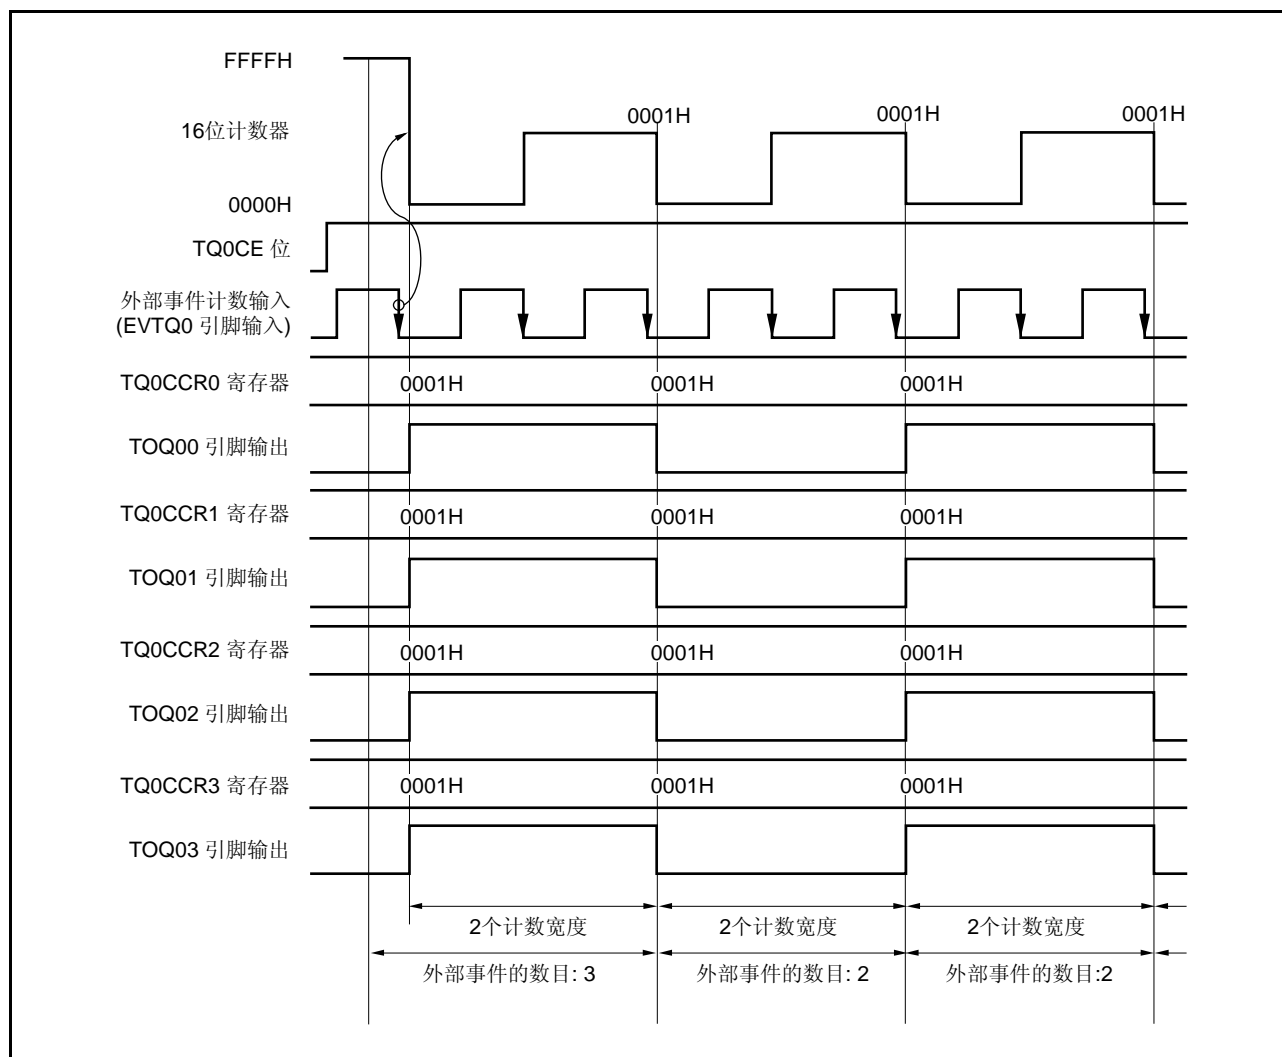 FFFFH
0001H 0001H 0001H
16位计数器
0000H
TQ0CE 位
外部事件计数输入
(EVTQ0 引脚输入)
TQ0CCR0 寄存器 0001H 0001H 0001H
TOQ00 引脚输出
TQ0CCR1 寄存器 0001H 0001H 0001H
TOQ01 引脚输出
TQ0CCR2 寄存器 0001H 0001H 0001H
TOQ02 引脚输出
TQ0CCR3 寄存器 0001H 0001H 0001H
TOQ03 引脚输出
2个计数宽度 2个计数宽度 2个计数宽度
外部事件的数目: 3 外部事件的数目: 2 外部事件的数目:2